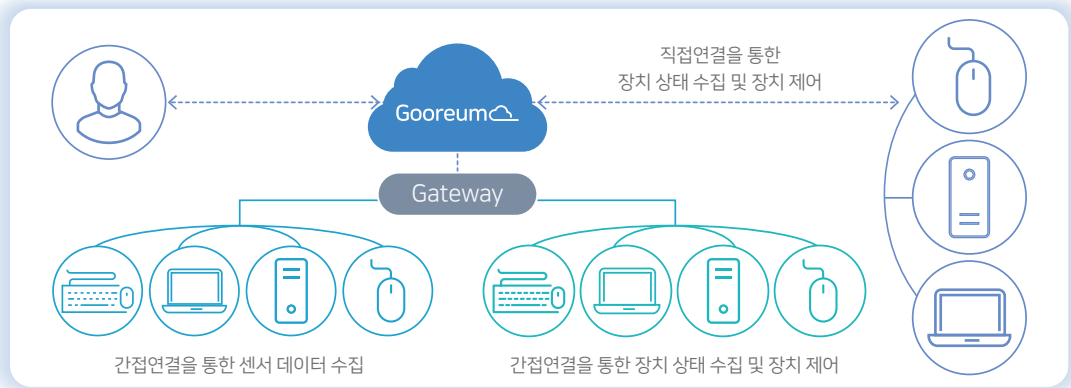 직접연결을 통한
장치 상태 수집 및 장치 제어
Gooreum
Gateway
간접연결을 통한 센서 데이터 수집
간접연결을 통한 장치 상태 수집 및 장치 제어